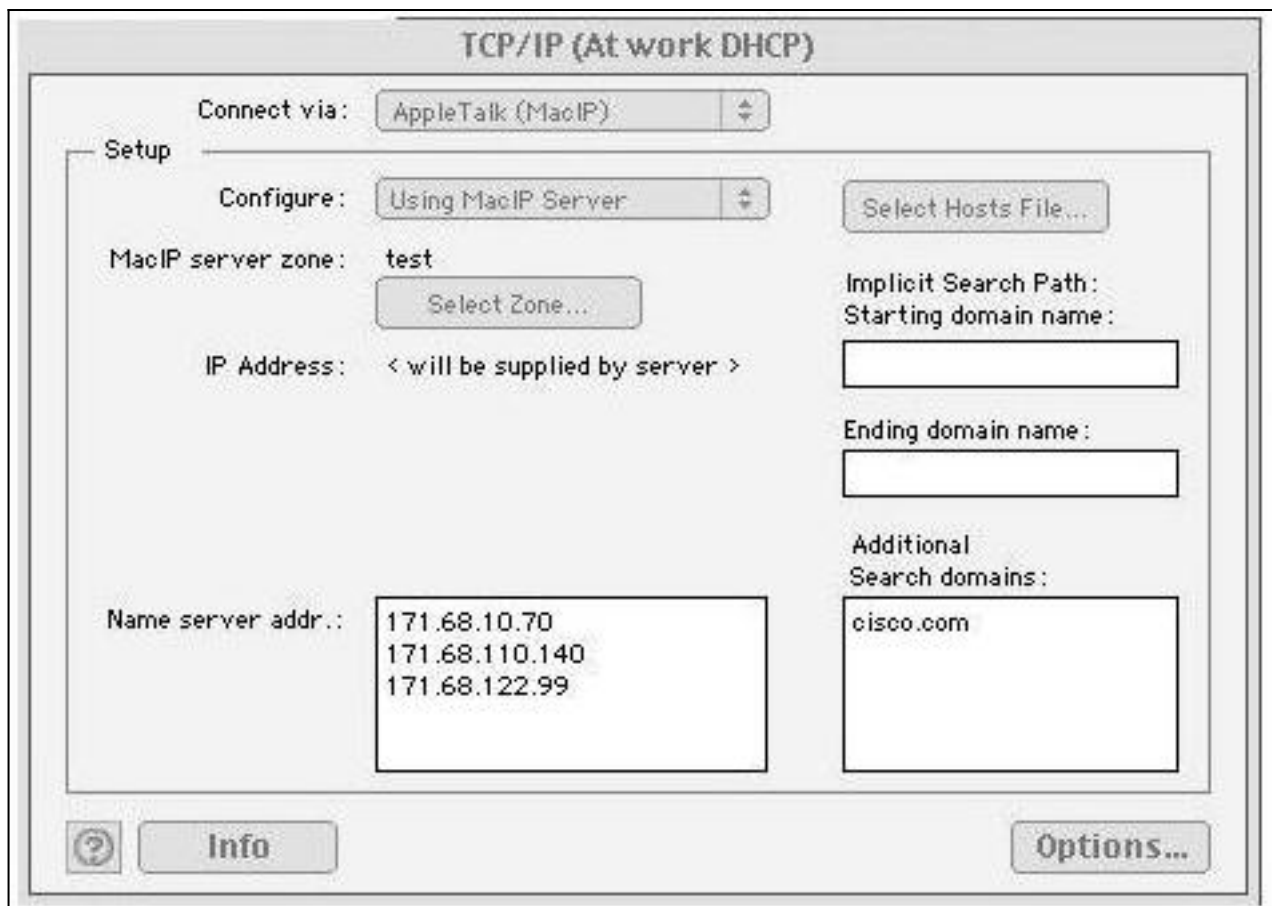 TCP/IP (At work DHCP)
Connect via: AppleTalk (MacIP)
Setup
Configure: Using MacIP Server
MacIP server zone: test
Select Zone...
IP Address: < will be supplied by server >
Name server addr.: 171.68.10.70
171.68.110.140
171.68.122.99
Select Hosts File...
Implicit Search Path:
Starting domain name:
Ending domain name:
Additional
Search domains:
cisco.com
?
Info
Options...